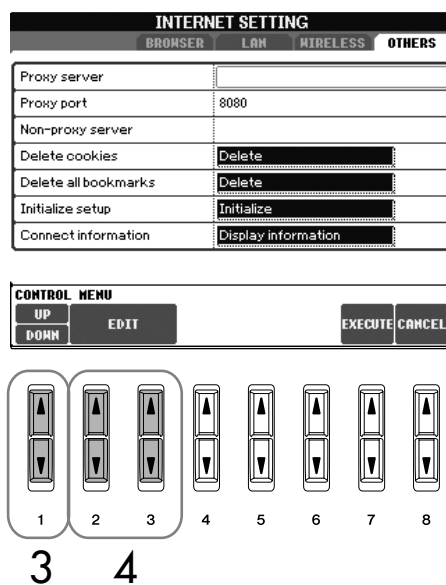 INTERNET SETTING
BROWSER LAN WIRELESS OTHERS
Proxy server
Proxy port 8080
Non-proxy server
Delete cookies Delete
Delete all bookmarks Delete
Initialize setup Initialize
Connect information Display information
CONTROL MENU
UP
DOWN
EDIT
EXECUTE CANCEL
1 2 3 4 5 6 7 8
3 4